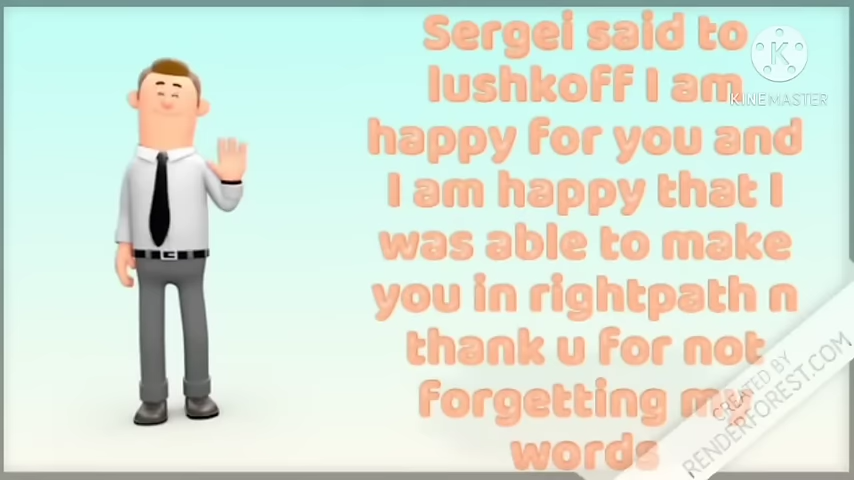 Sergei said to
lushkoff I am
happy for you and
I am happy that I
was able to make
you in rightpath n
thank u for not
forgetting my
words
K
KINEMASTER
CREATED BY
RENDERFOREST.COM